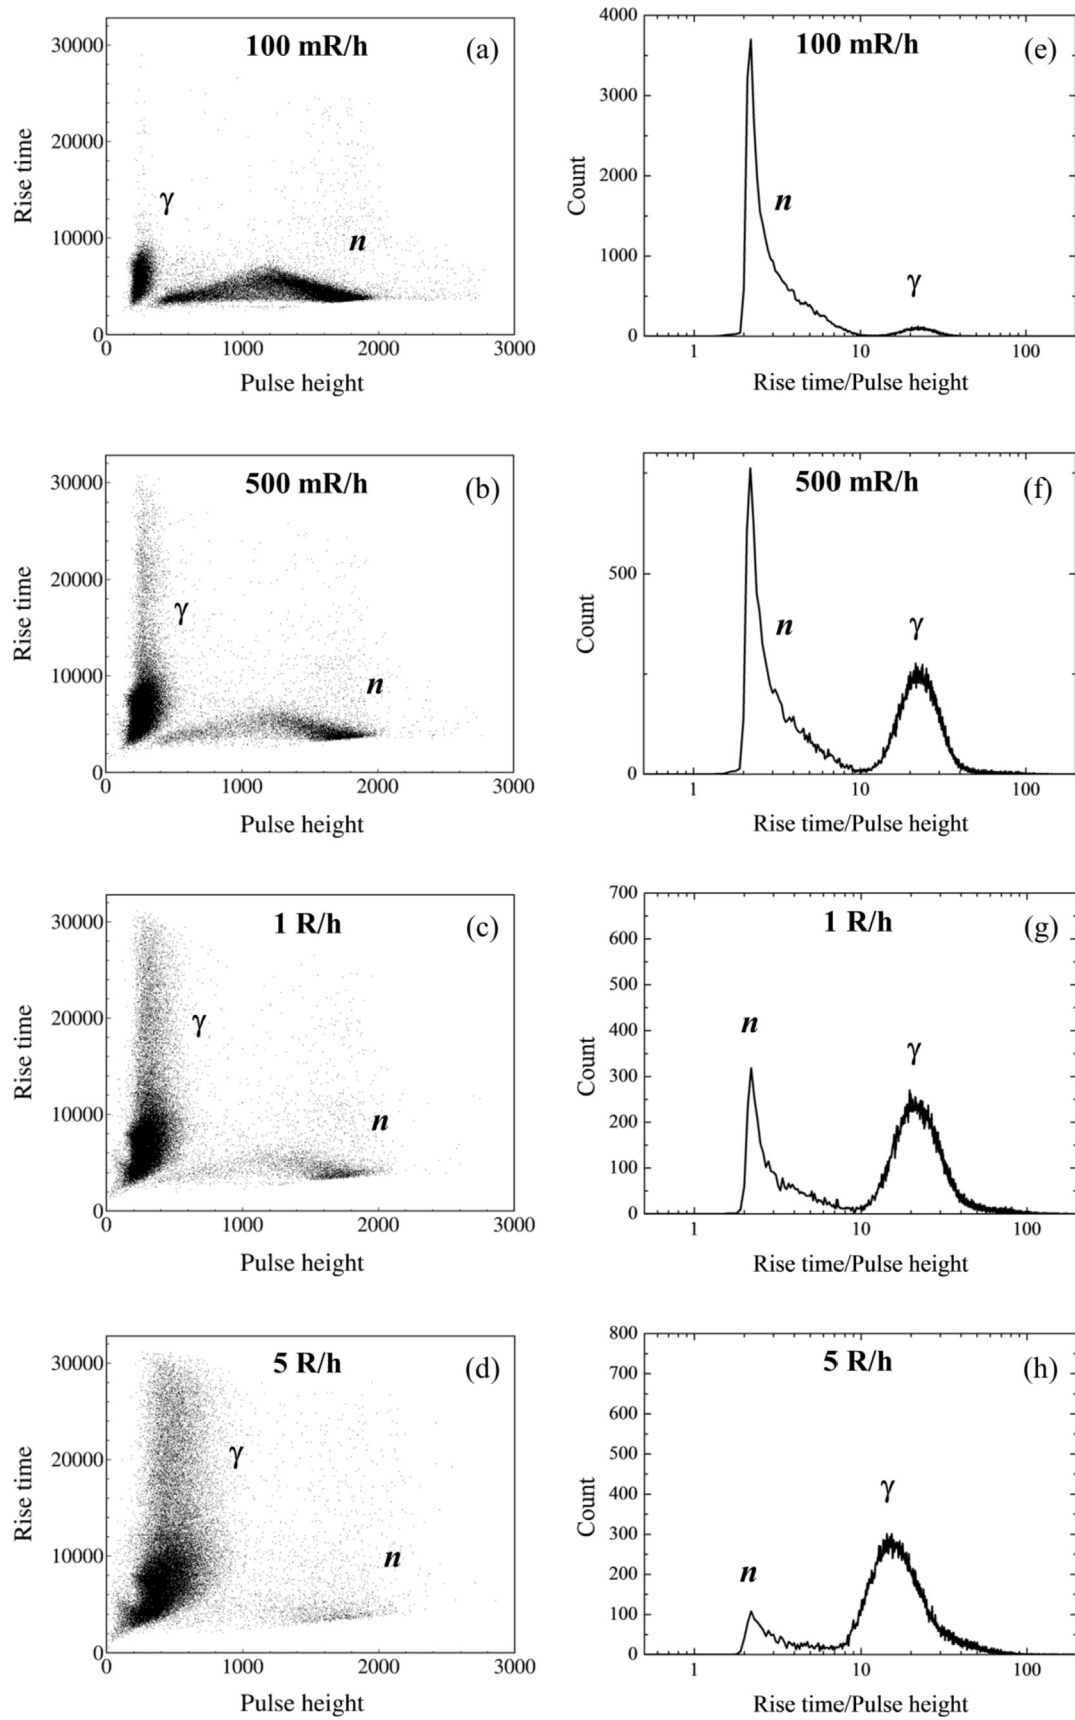 100 mR/h
(a)
Rise time
30000
20000
10000
0
γ
n
0 1000 2000 3000
Pulse height
100 mR/h
(e)
Count
4000
3000
2000
1000
0
n
γ
1 10 100
Rise time/Pulse height
500 mR/h
(b)
Rise time
30000
20000
10000
0
γ
n
0 1000 2000 3000
Pulse height
500 mR/h
(f)
Count
500
0
n
γ
1 10 100
Rise time/Pulse height
1 R/h
(c)
Rise time
30000
20000
10000
0
γ
n
0 1000 2000 3000
Pulse height
1 R/h
(g)
Count
700
600
500
400
300
200
100
0
n
γ
1 10 100
Rise time/Pulse height
5 R/h
(d)
Rise time
30000
20000
10000
0
γ
n
0 1000 2000 3000
Pulse height
5 R/h
(h)
Count
800
700
600
500
400
300
200
100
0
n
γ
1 10 100
Rise time/Pulse height